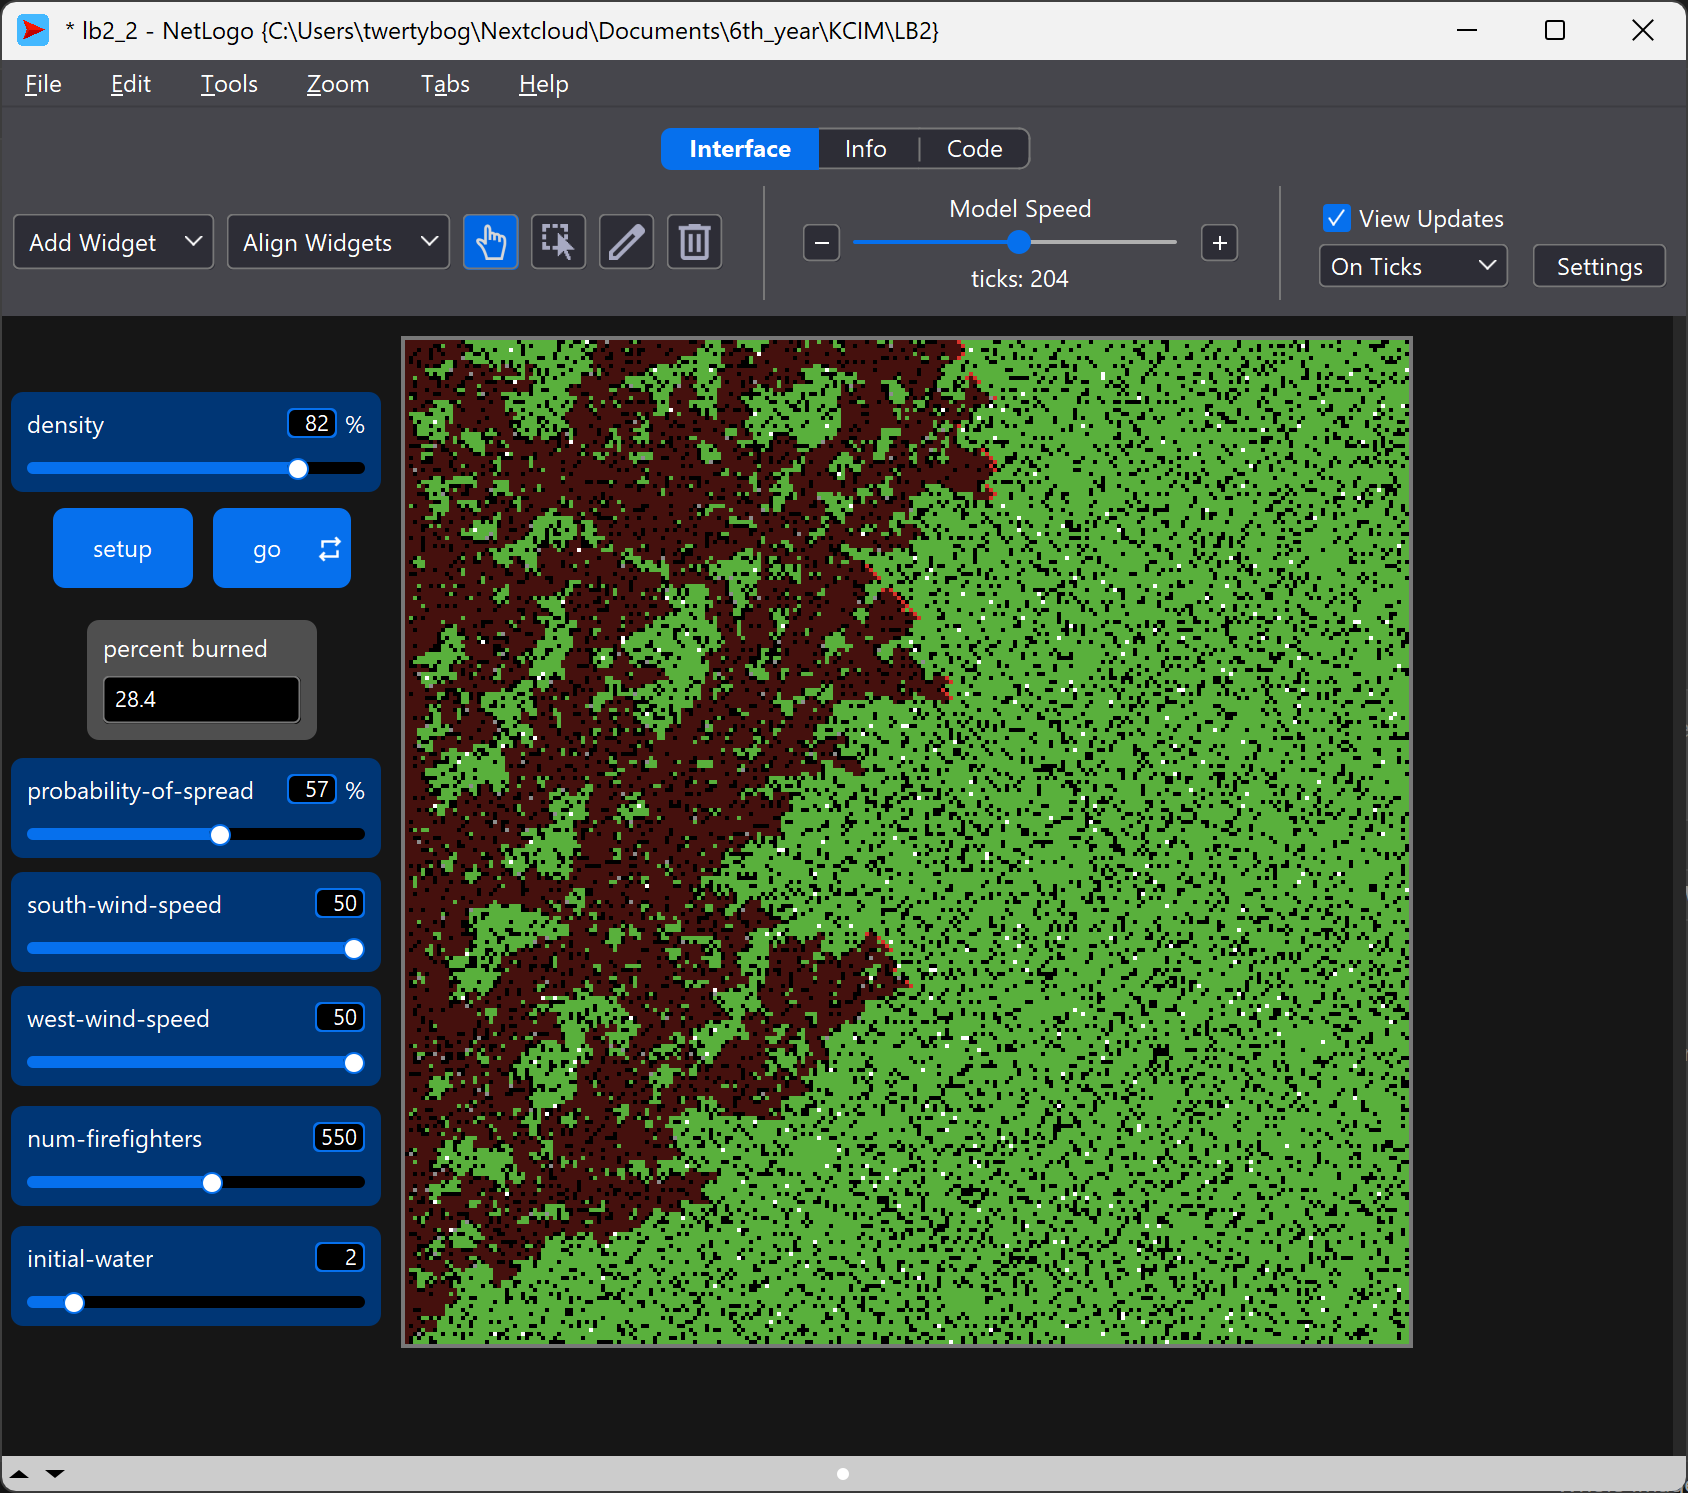 * lb2_2 - NetLogo {C:\Users\twertybog\Nextcloud\Documents\6th_year\KCIM\LB2}
File Edit Tools Zoom Tabs Help
Interface Info Code
Add Widget Align Widgets
Model Speed
ticks: 204
View Updates
On Ticks Settings
density 82 %
setup go
percent burned
28.4
probability-of-spread 57 %
south-wind-speed 50
west-wind-speed 50
num-firefighters 550
initial-water 2